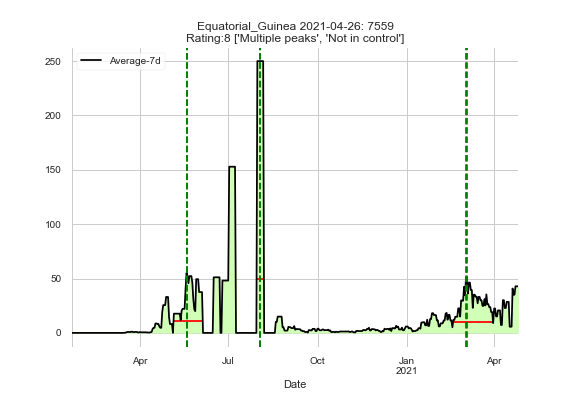 Equatorial_Guinea 2021-04-26: 7559
Rating:8 ['Multiple peaks', 'Not in control']
Average-7d
250
200
150
100
50
0
Apr
Jul
Oct
Jan
2021
Apr
Date